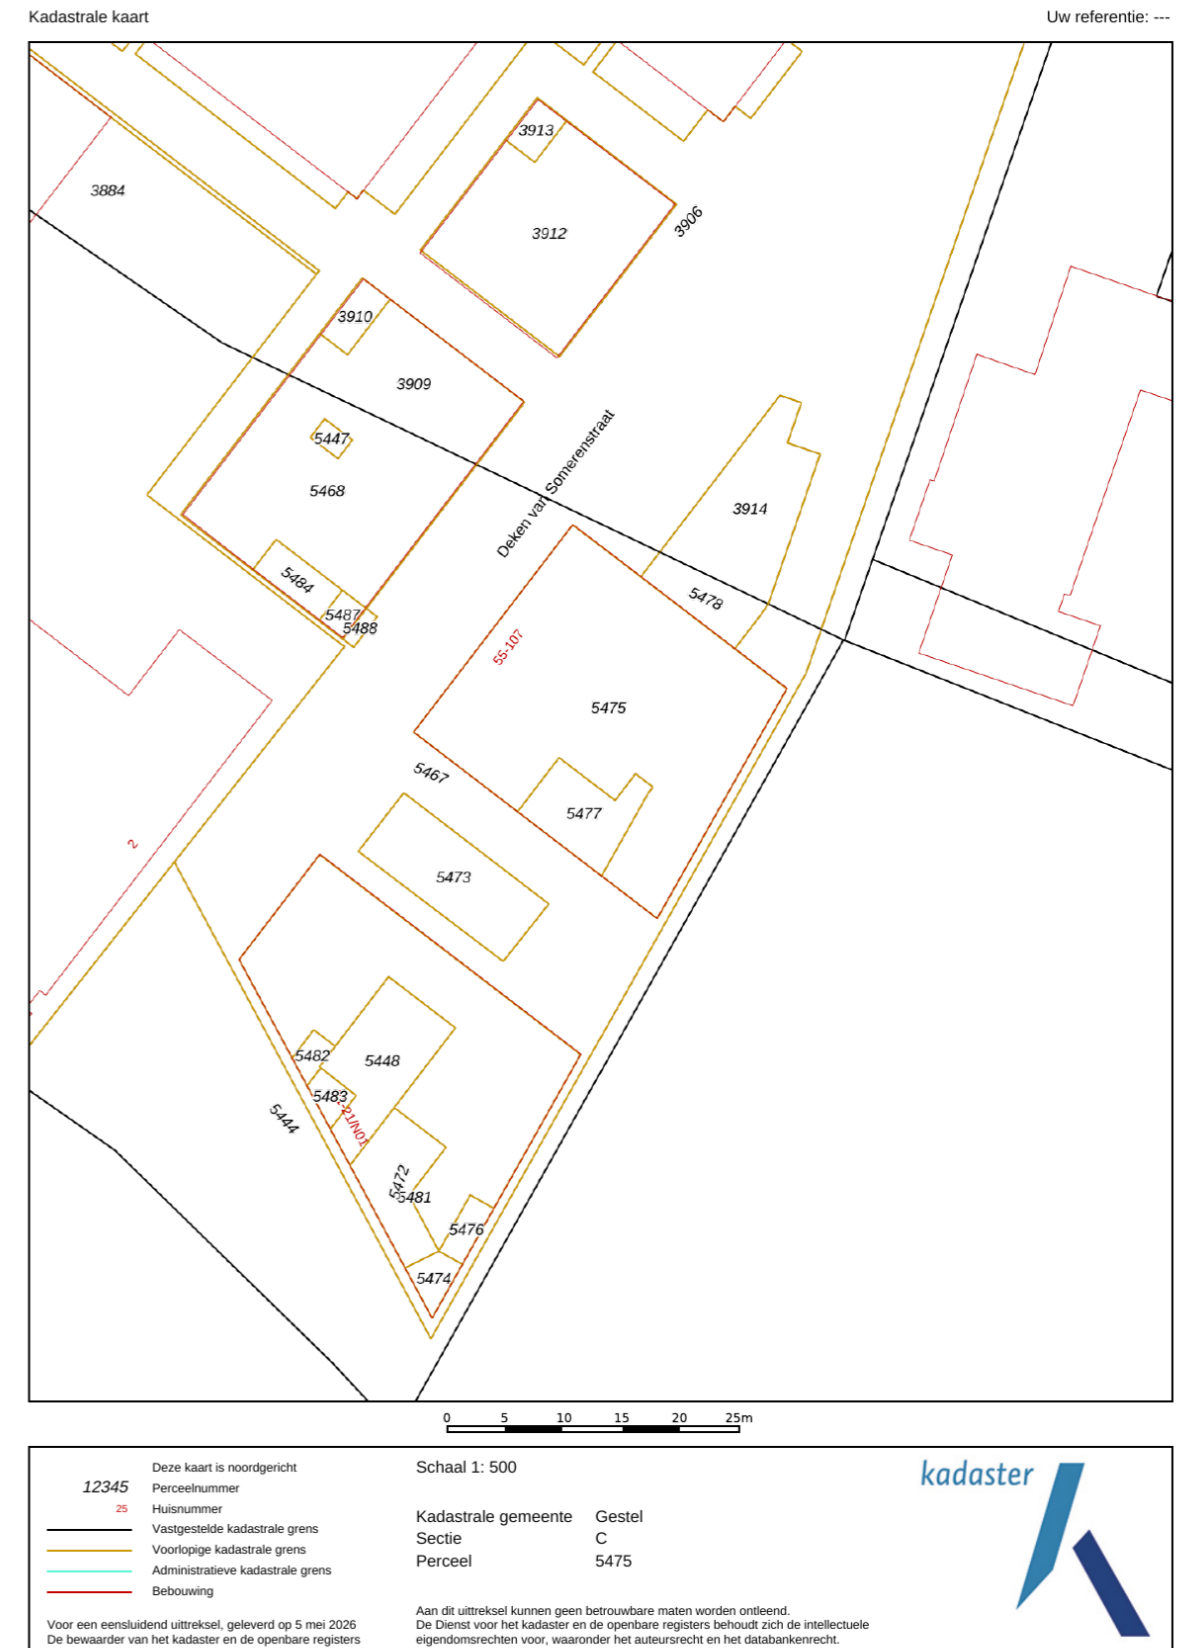 Kadastrale kaart
Uw referentie: ---
3913
3884
3912
3906
3910
3909
5447
Deken van Somerenstraat
5468
3914
5484
5478
5487
5488
55-107
5475
5467
5477
2
5473
5482
5448
5483
21/N01
5444
5472
5481
5476
5474
0 5 10 15 20 25m
Deze kaart is noordgericht
12345 Perceelnummer
25 Huisnummer
Vastgestelde kadastrale grens
Voorlopige kadastrale grens
Administratieve kadastrale grens
Bebouwing
Voor een eensluidend uittreksel, geleverd op 5 mei 2026
De bewaarder van het kadaster en de openbare registers
Schaal 1: 500
Kadastrale gemeente Gestel
Sectie C
Perceel 5475
Aan dit uittreksel kunnen geen betrouwbare maten worden ontleend.
De Dienst voor het kadaster en de openbare registers behoudt zich de intellectuele
eigendomsrechten voor, waaronder het auteursrecht en het databankenrecht.
kadaster